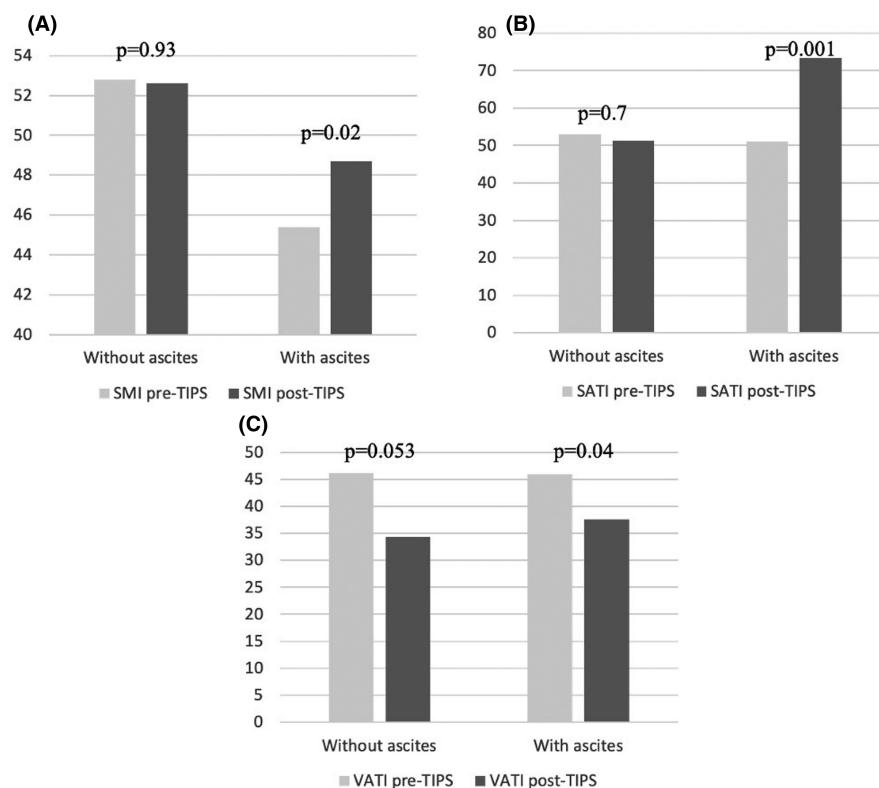 (A)
p=0.93
54
52
50
p=0.02
48
46
44
42
40
Without ascites With ascites
SMI pre-TIPS SMI post-TIPS
(B)
80
p=0.001
70
60
p=0.7
50
40
30
20
10
0
Without ascites With ascites
SATI pre-TIPS SATI post-TIPS
(C)
50
p=0.053 p=0.04
45
40
35
30
25
20
15
10
5
0
Without ascites With ascites
VATI pre-TIPS VATI post-TIPS